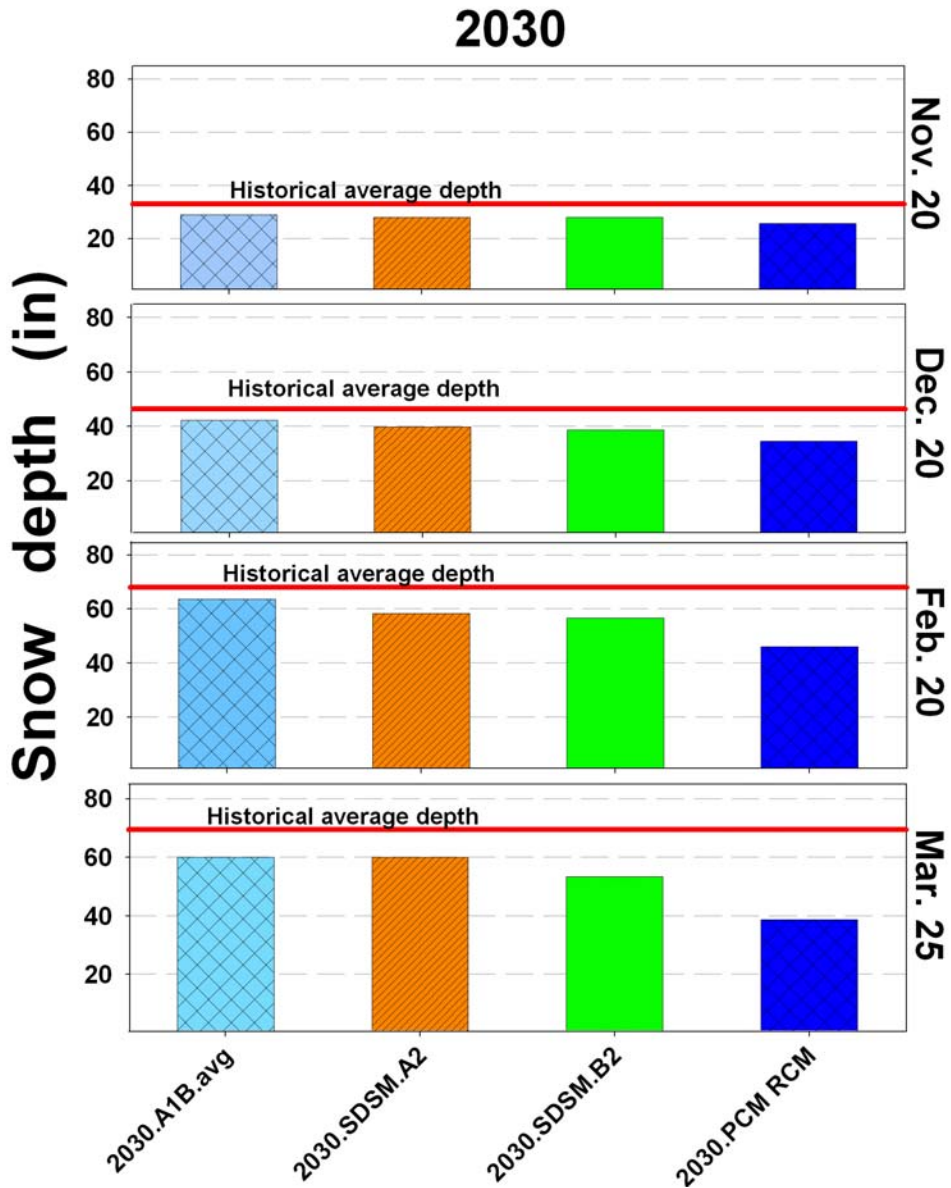 2030
Snow depth (in)
80
60
40
20
Historical average depth
Nov. 20
80
60
40
20
Historical average depth
Dec. 20
80
60
40
20
Historical average depth
Feb. 20
80
60
40
20
Historical average depth
Mar. 25
2030.A1B.avg
2030.SDSM.A2
2030.SDSM.B2
2030.PCM RCM